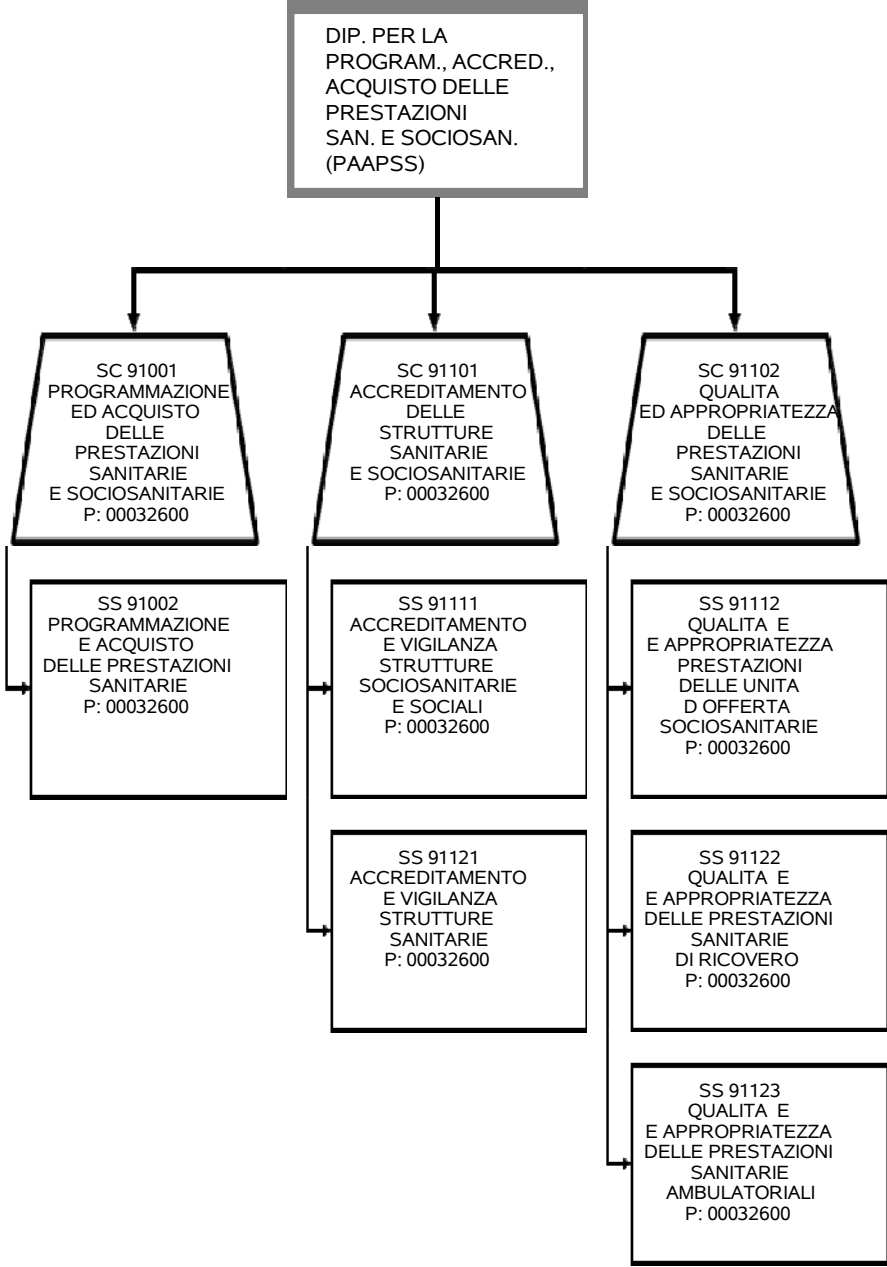 DIP. PER LA
PROGRAM., ACCRED.,
ACQUISTO DELLE
PRESTAZIONI
SAN. E SOCIOSAN.
(PAAPSS)
SC 91001
PROGRAMMAZIONE
ED ACQUISTO
DELLE
PRESTAZIONI
SANITARIE
E SOCIOSANITARIE
P: 00032600
SC 91101
ACCREDITAMENTO
DELLE
STRUTTURE
SANITARIE
E SOCIOSANITARIE
P: 00032600
SC 91102
QUALITA
ED APPROPRIATEZZA
DELLE
PRESTAZIONI
SANITARIE
E SOCIOSANITARIE
P: 00032600
SS 91002
PROGRAMMAZIONE
E ACQUISTO
DELLE PRESTAZIONI
SANITARIE
P: 00032600
SS 91111
ACCREDITAMENTO
E VIGILANZA
STRUTTURE
SOCIOSANITARIE
E SOCIALI
P: 00032600
SS 91112
QUALITA E
E APPROPRIATEZZA
PRESTAZIONI
DELLE UNITA
D OFFERTA
SOCIOSANITARIE
P: 00032600
SS 91121
ACCREDITAMENTO
E VIGILANZA
STRUTTURE
SANITARIE
P: 00032600
SS 91122
QUALITA E
E APPROPRIATEZZA
DELLE PRESTAZIONI
SANITARIE
DI RICOVERO
P: 00032600
SS 91123
QUALITA E
E APPROPRIATEZZA
DELLE PRESTAZIONI
SANITARIE
AMBULATORIALI
P: 00032600